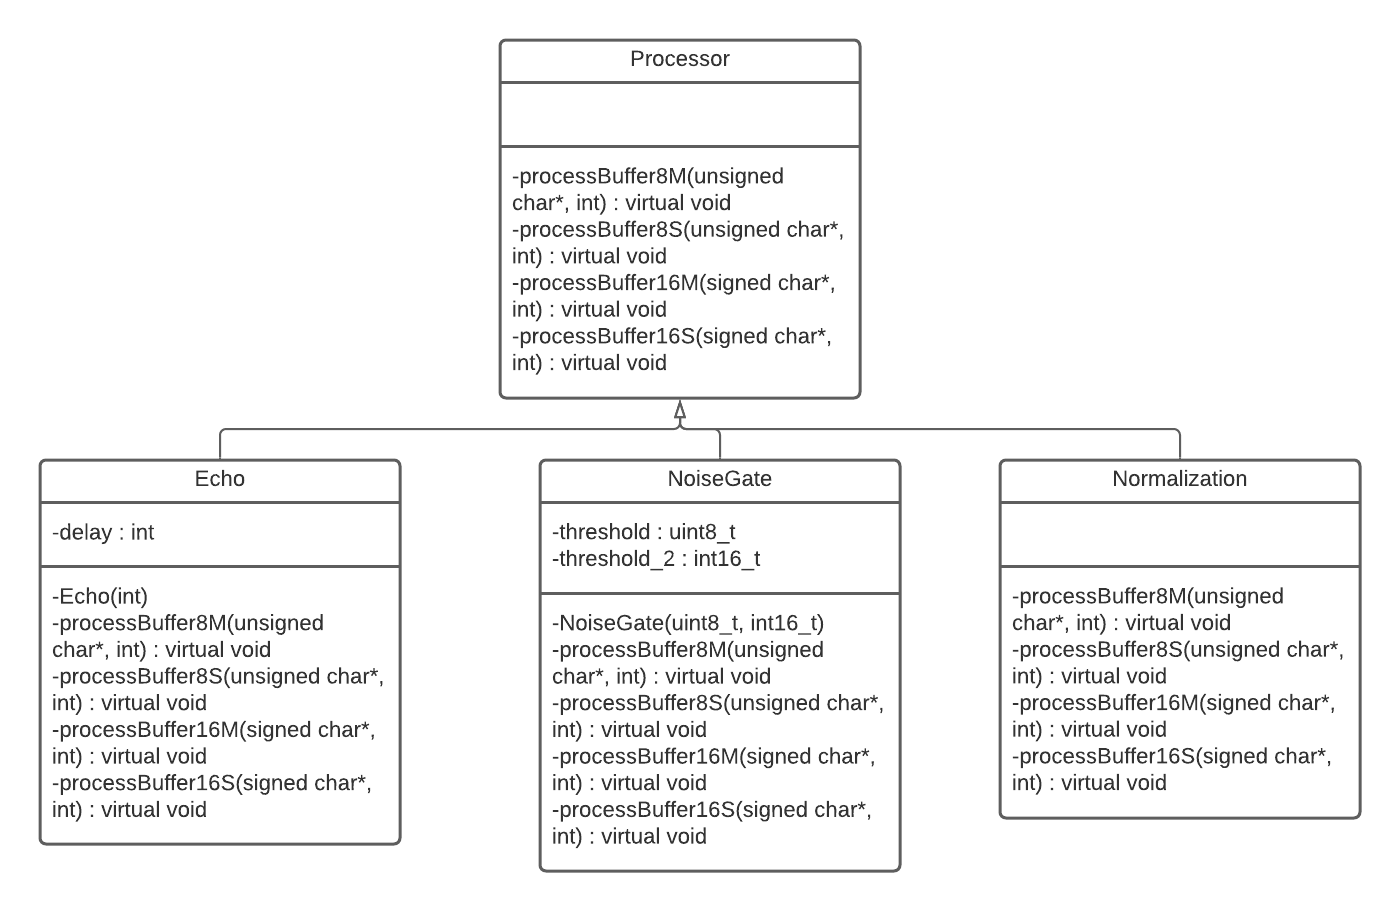 Processor
-processBuffer8M(unsigned
char*, int) : virtual void
-processBuffer8S(unsigned char*,
int) : virtual void
-processBuffer16M(signed char*,
int) : virtual void
-processBuffer16S(signed char*,
int) : virtual void
Echo
-delay : int
-Echo(int)
-processBuffer8M(unsigned
char*, int) : virtual void
-processBuffer8S(unsigned char*,
int) : virtual void
-processBuffer16M(signed char*,
int) : virtual void
-processBuffer16S(signed char*,
int) : virtual void
NoiseGate
-threshold : uint8_t
-threshold_2 : int16_t
-NoiseGate(uint8_t, int16_t)
-processBuffer8M(unsigned
char*, int) : virtual void
-processBuffer8S(unsigned char*,
int) : virtual void
-processBuffer16M(signed char*,
int) : virtual void
-processBuffer16S(signed char*,
int) : virtual void
Normalization
-processBuffer8M(unsigned
char*, int) : virtual void
-processBuffer8S(unsigned char*,
int) : virtual void
-processBuffer16M(signed char*,
int) : virtual void
-processBuffer16S(signed char*,
int) : virtual void